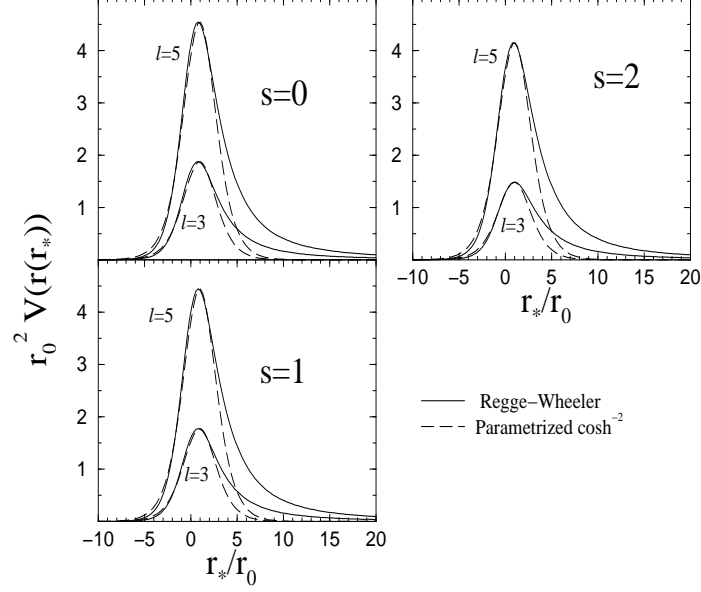 4
3
2
1
l=5
l=3
s=0
4
3
2
1
l=5
l=3
s=2
−10 −5 0 5 10 15 20
r*/r0
4
3
2
1
l=5
l=3
s=1
−10 −5 0 5 10 15 20
r*/r0
r0² V(r(r*))
Regge−Wheeler
Parametrized cosh⁻²